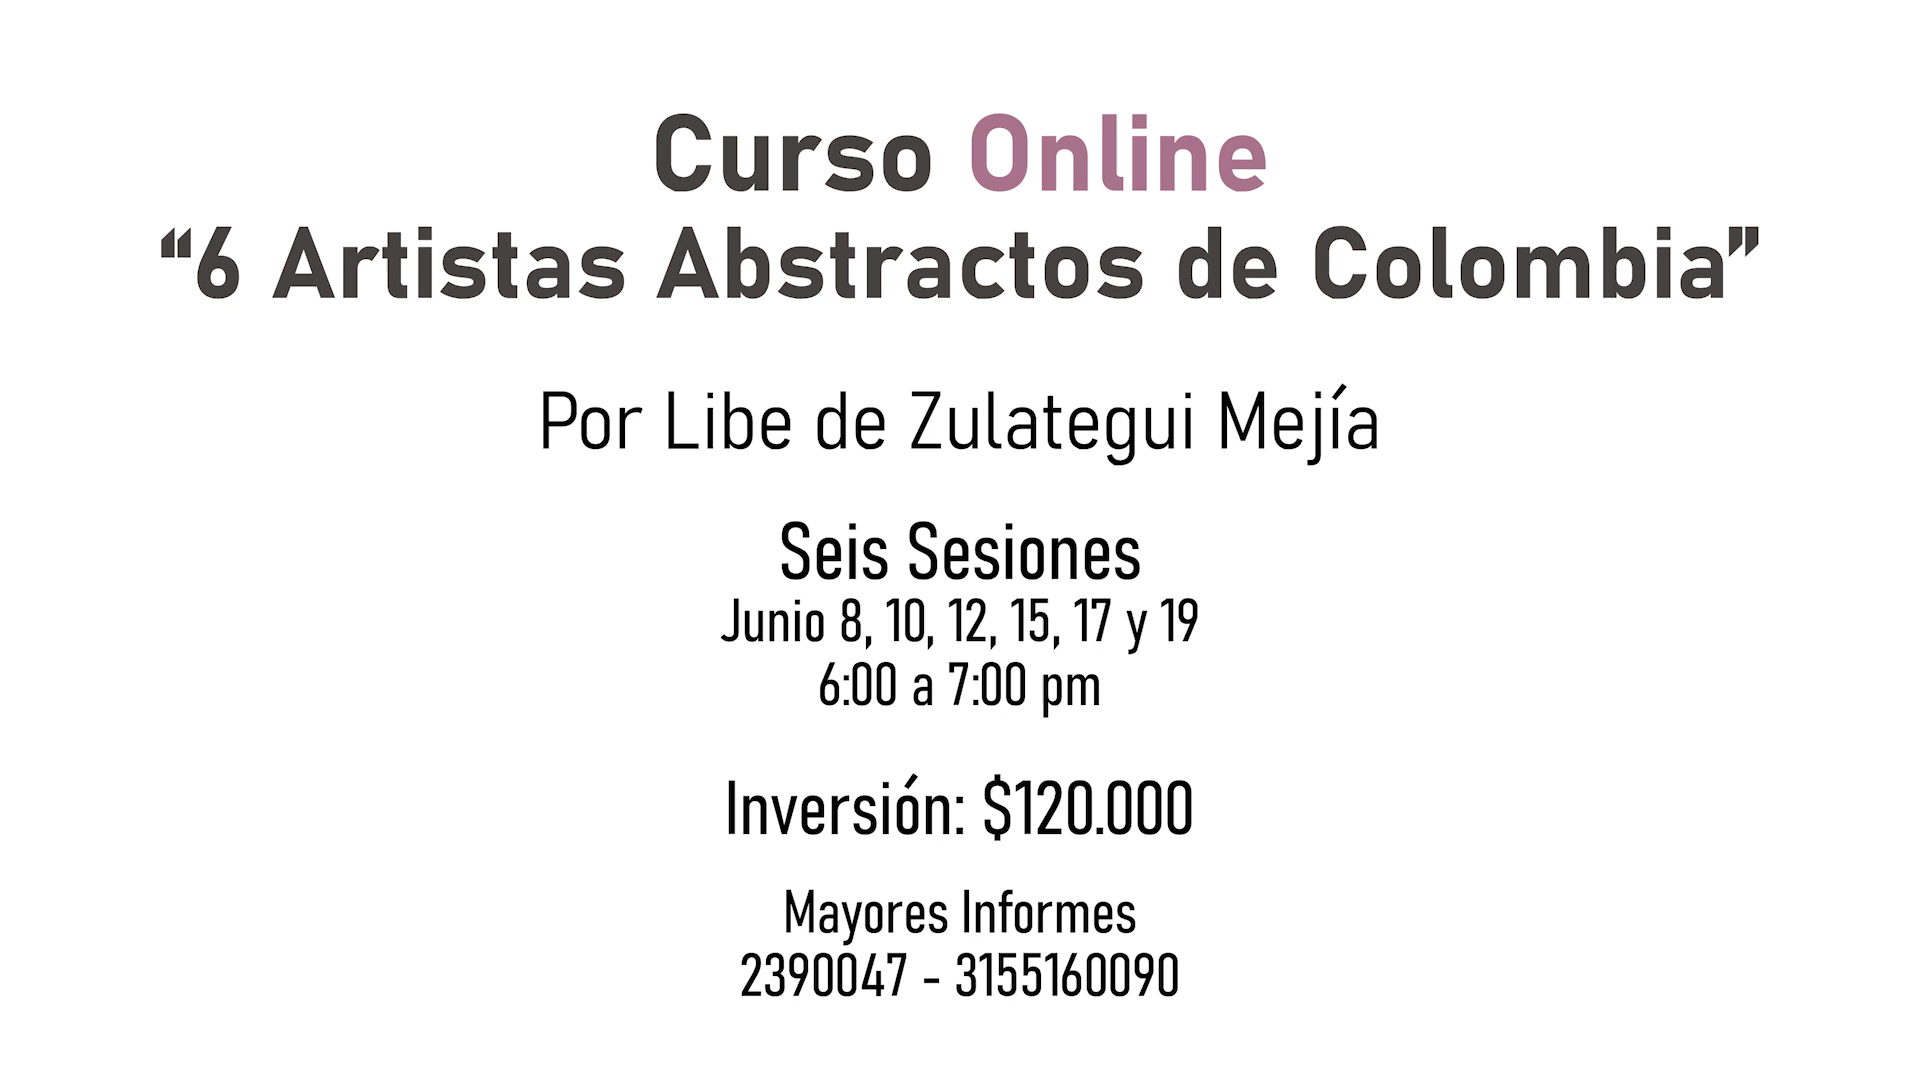 Curso Online
“6 Artistas Abstractos de Colombia”
Por Libe de Zulategui Mejía
Seis Sesiones
Junio 8, 10, 12, 15, 17 y 19
6:00 a 7:00 pm
Inversión: $120.000
Mayores Informes
2390047 - 3155160090